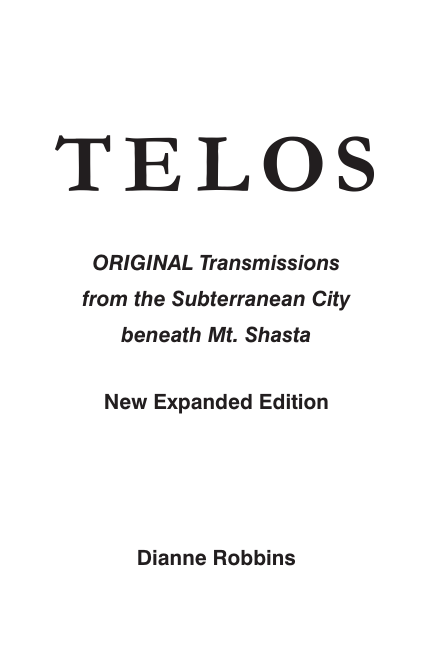 TELOS
ORIGINAL Transmissions
from the Subterranean City
beneath Mt. Shasta
New Expanded Edition
Dianne Robbins